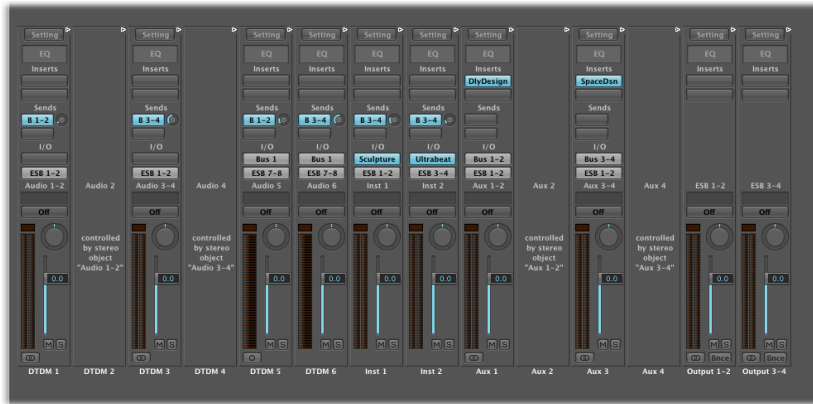 Setting Setting Setting Setting Setting Setting Setting Setting
EQ EQ EQ EQ EQ EQ EQ EQ EQ EQ
Inserts Inserts Inserts Inserts Inserts Inserts Inserts Inserts Inserts Inserts
DlyDesign SpaceDsn
Sends Sends Sends Sends Sends Sends Sends Sends
B 1-2 B 3-4 B 1-2 B 3-4 B 3-4 B 3-4
I/O I/O I/O I/O I/O I/O I/O I/O
Bus 1 Bus 1 Sculpture Ultrabeat Bus 1-2 Bus 3-4
ESB 1-2 ESB 1-2 ESB 7-8 ESB 7-8 ESB 1-2 ESB 3-4 ESB 1-2 ESB 1-2
Audio 1-2 Audio 2 Audio 3-4 Audio 4 Audio 5 Audio 6 Inst 1 Inst 2 Aux 1-2 Aux 2 Aux 3-4 Aux 4 ESB 1-2 ESB 3-4
Off Off Off Off Off Off Off Off Off Off
controlled controlled controlled controlled
by stereo by stereo by stereo by stereo
object object object object
"Audio 1-2" "Audio 3-4" "Aux 1-2" "Aux 3-4"
0.0 0.0 0.0 0.0 0.0 0.0 0.0 0.0 0.0 0.0
M S M S M S M S M S M S M S M S M S M S
Bnce Bnce
DTDM 1 DTDM 2 DTDM 3 DTDM 4 DTDM 5 DTDM 6 Inst 1 Inst 2 Aux 1 Aux 2 Aux 3 Aux 4 Output 1-2 Output 3-4